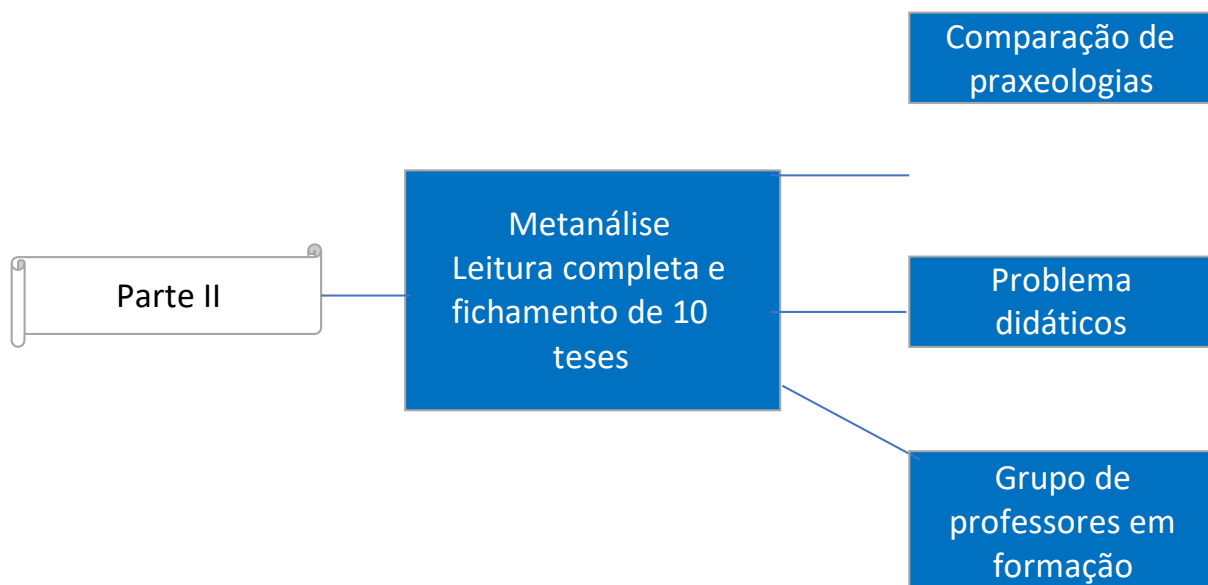 Parte II
Metanálise
Leitura completa e
fichamento de 10
teses
Comparação de
praxeologias
Problema
didáticos
Grupo de
professores em
formação